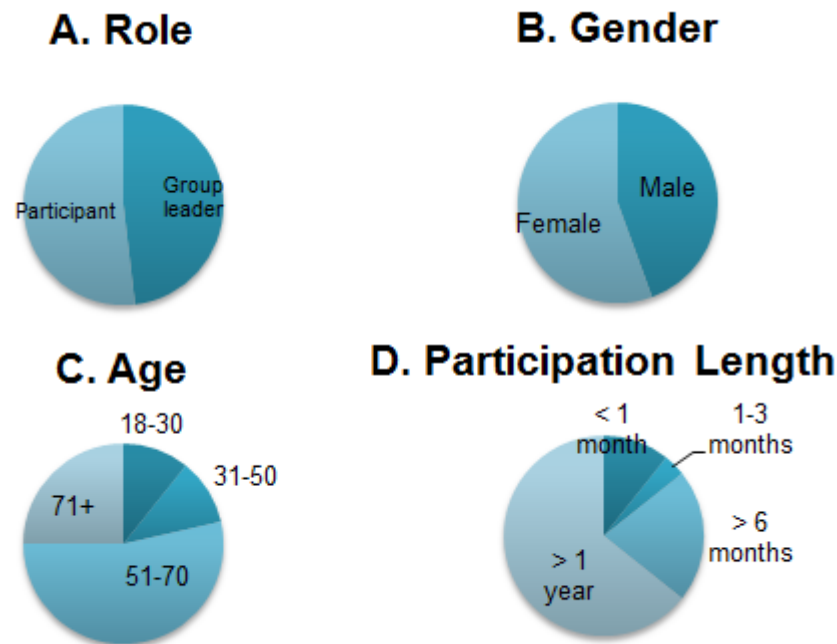 A. Role
B. Gender
Participant
Group
leader
Female
Male
C. Age
D. Participation Length
18-30
31-50
51-70
71+
< 1
month
1-3
months
> 6
months
> 1
year